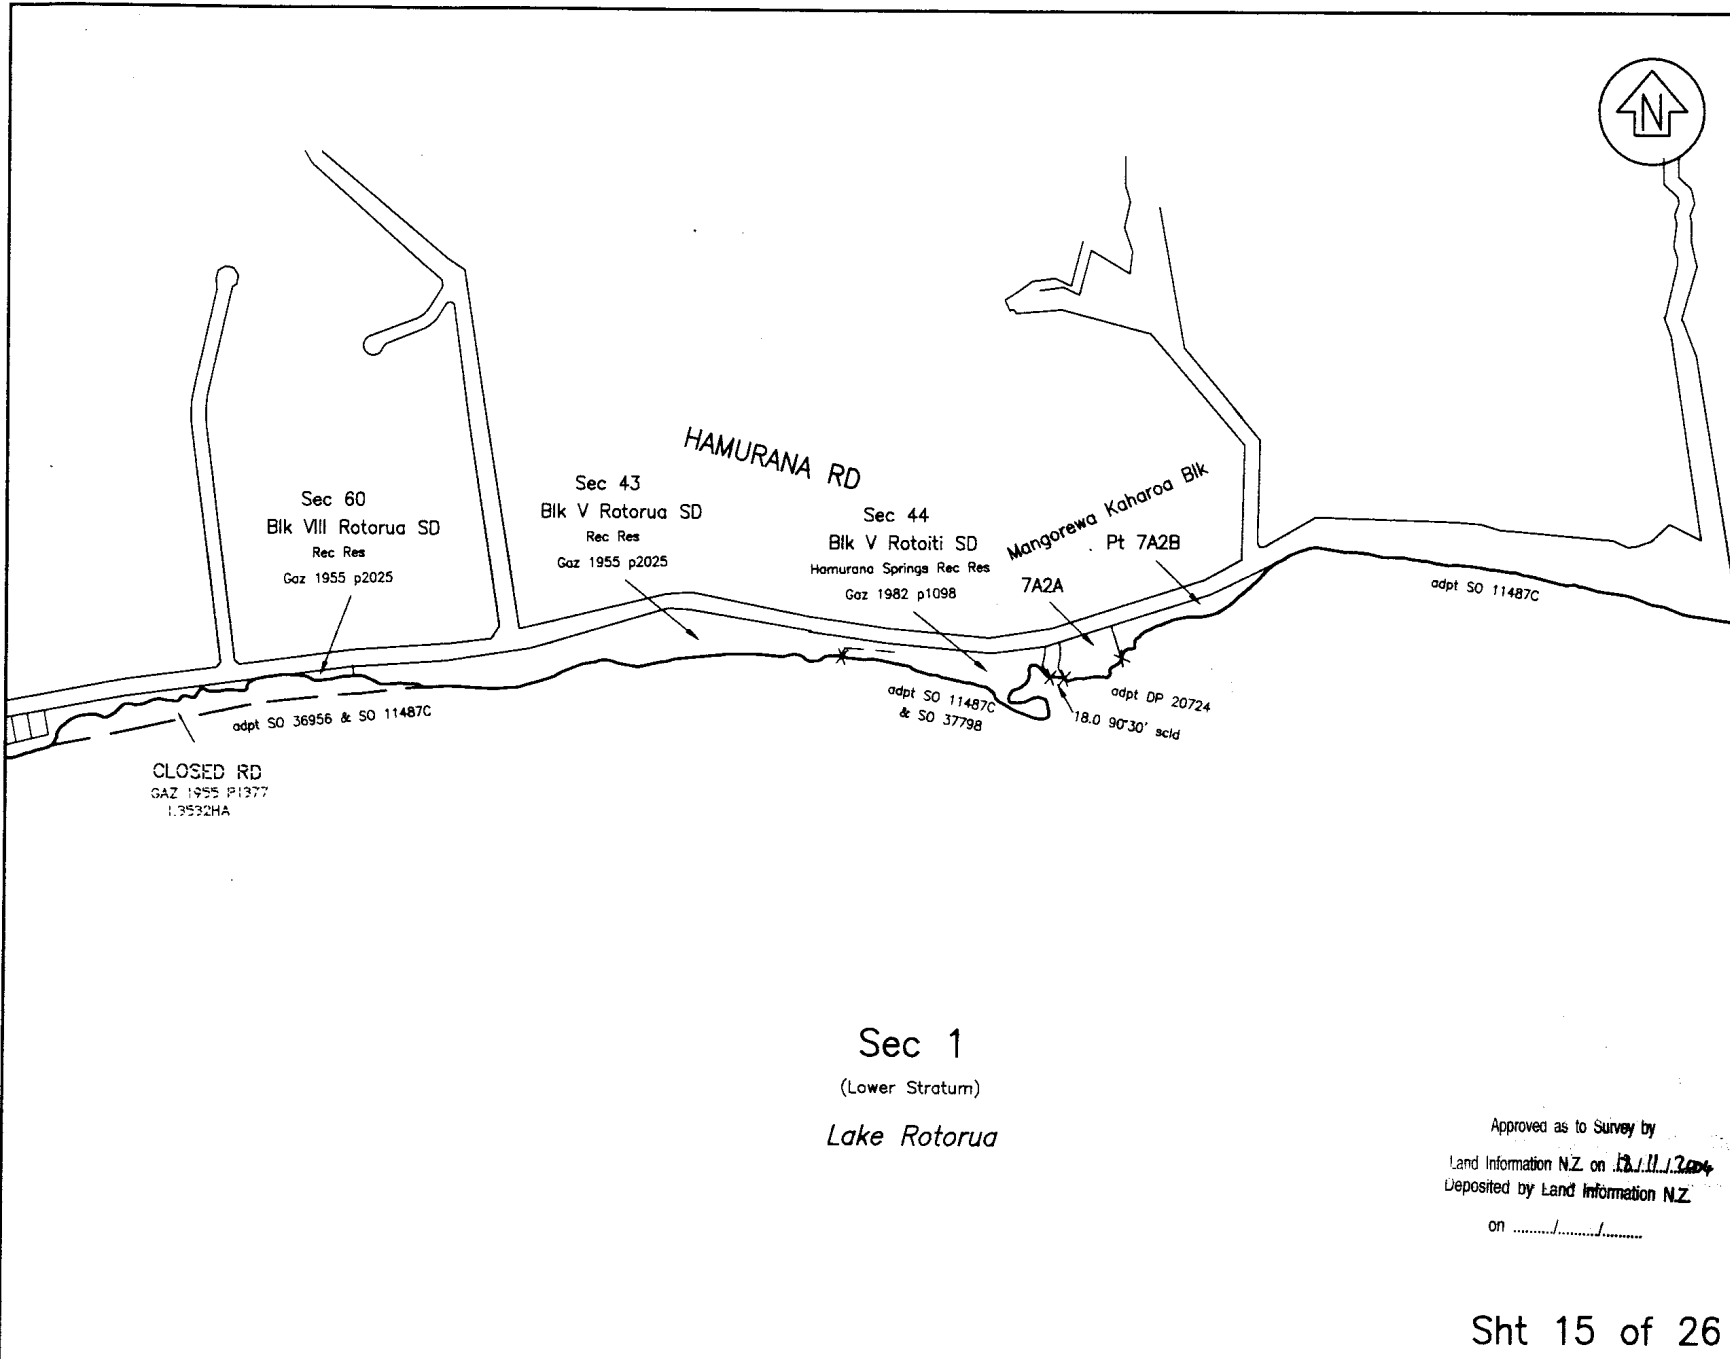 N
HAMURANA RD
Sec 60
Blk VIII Rotorua SD
Rec Res
Gaz 1955 p2025
Sec 43
Blk V Rotorua SD
Rec Res
Gaz 1955 p2025
Sec 44
Blk V Rotoiti SD
Hamurana Springs Rec Res
Gaz 1982 p1098
Mangorewa Kaharoa Blk
Pt 7A2B
7A2A
adpt SO 11487C
adpt SO 36956 & SO 11487C
adpt SO 11487C
& SO 37798
adpt DP 20724
18.0 90°30' scld
CLOSED RD
GAZ 1955 P1377
1.3532HA
Sec 1
(Lower Stratum)
Lake Rotorua
Approved as to Survey by
Land Information N.Z. on /11/2004
Deposited by Land Information N.Z.
on ........../........../..........
Sht 15 of 26